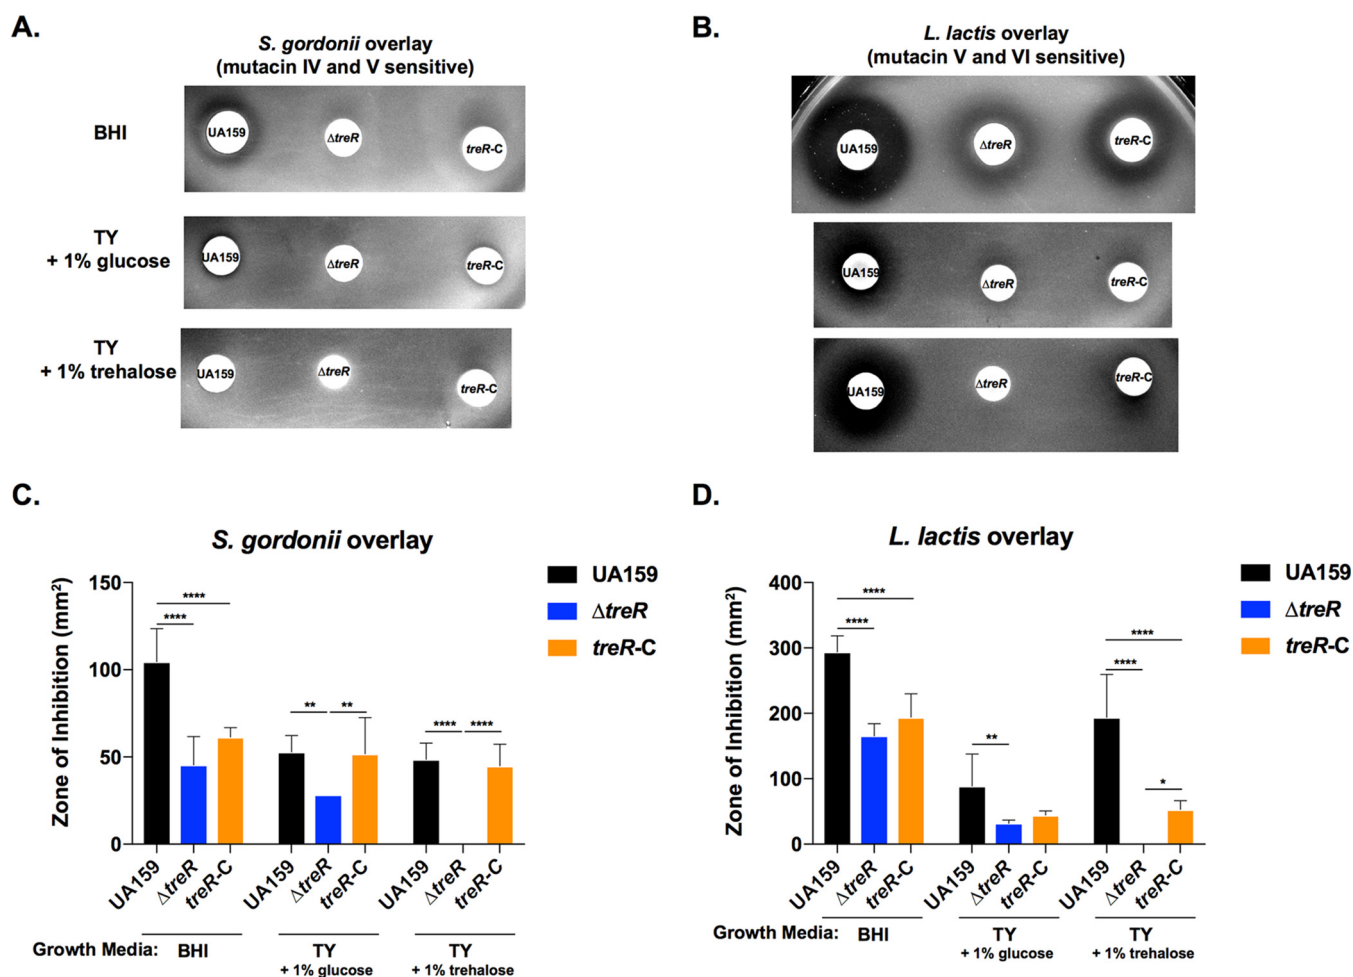 A.
S. gordonii overlay
(mutacin IV and V sensitive)
BHI
UA159
ΔtreR
treR-C
TY
+ 1% glucose
UA159
ΔtreR
treR-C
TY
+ 1% trehalose
UA159
ΔtreR
treR-C
B.
L. lactis overlay
(mutacin V and VI sensitive)
UA159
ΔtreR
treR-C
UA159
ΔtreR
treR-C
UA159
ΔtreR
treR-C
C.
S. gordonii overlay
Zone of Inhibition (mm²)
150
100
50
0
****
****
**
**
****
****
UA159
ΔtreR
treR-C
UA159
ΔtreR
treR-C
UA159
ΔtreR
treR-C
UA159
ΔtreR
treR-C
Growth Media:
BHI
TY
+ 1% glucose
TY
+ 1% trehalose
D.
L. lactis overlay
Zone of Inhibition (mm²)
400
300
200
100
0
****
****
**
****
****
*
UA159
ΔtreR
treR-C
UA159
ΔtreR
treR-C
UA159
ΔtreR
treR-C
UA159
ΔtreR
treR-C
Growth Media:
BHI
TY
+ 1% glucose
TY
+ 1% trehalose